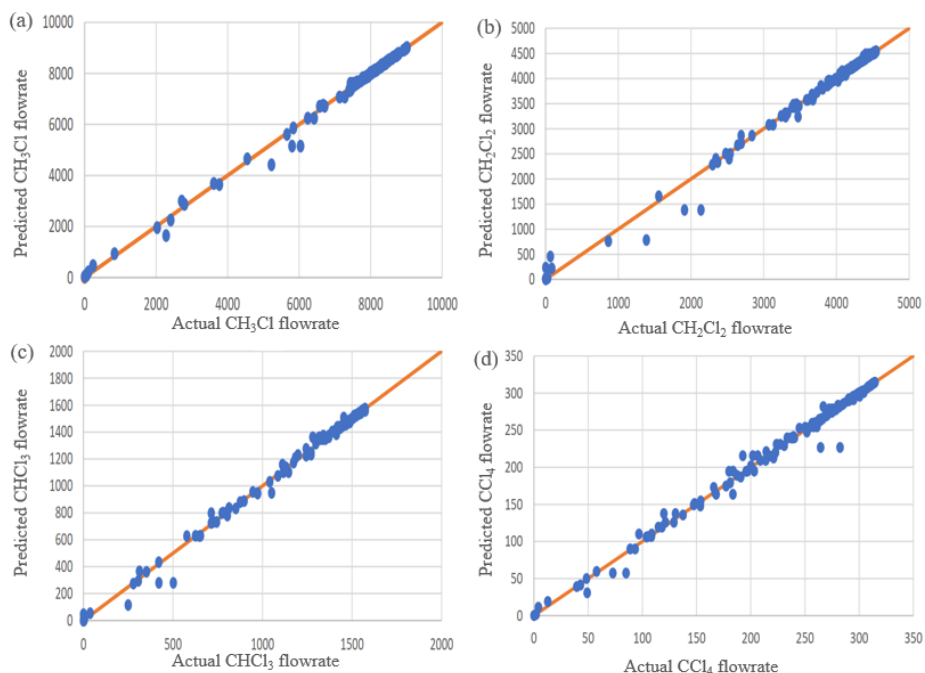 (a)
Predicted CH₃Cl flowrate
10000
8000
6000
4000
2000
0
0 2000 4000 6000 8000 10000
Actual CH₃Cl flowrate
(b)
Predicted CH₂Cl₂ flowrate
5000
4500
4000
3500
3000
2500
2000
1500
1000
500
0
0 1000 2000 3000 4000 5000
Actual CH₂Cl₂ flowrate
(c)
Predicted CHCl₃ flowrate
2000
1800
1600
1400
1200
1000
800
600
400
200
0
0 500 1000 1500 2000
Actual CHCl₃ flowrate
(d)
Predicted CCl₄ flowrate
350
300
250
200
150
100
50
0
0 50 100 150 200 250 300 350
Actual CCl₄ flowrate